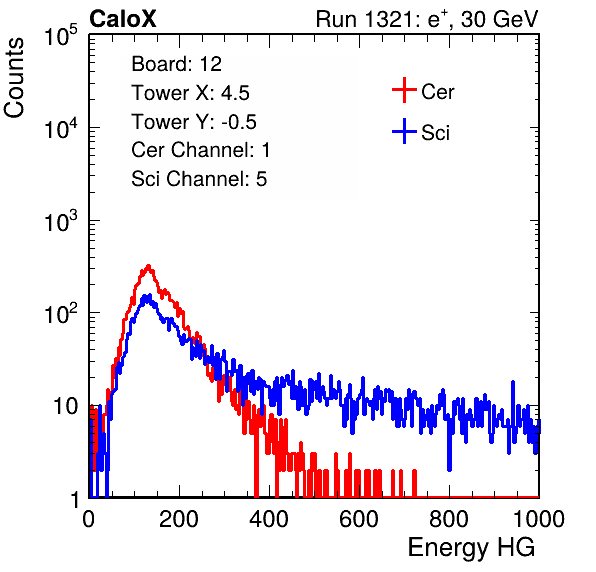 CaloX Run 1321: e⁺, 30 GeV
Counts
Board: 12
Tower X: 4.5
Tower Y: -0.5
Cer Channel: 1
Sci Channel: 5
Cer
Sci
10⁵
10⁴
10³
10²
10
1
0 200 400 600 800 1000
Energy HG